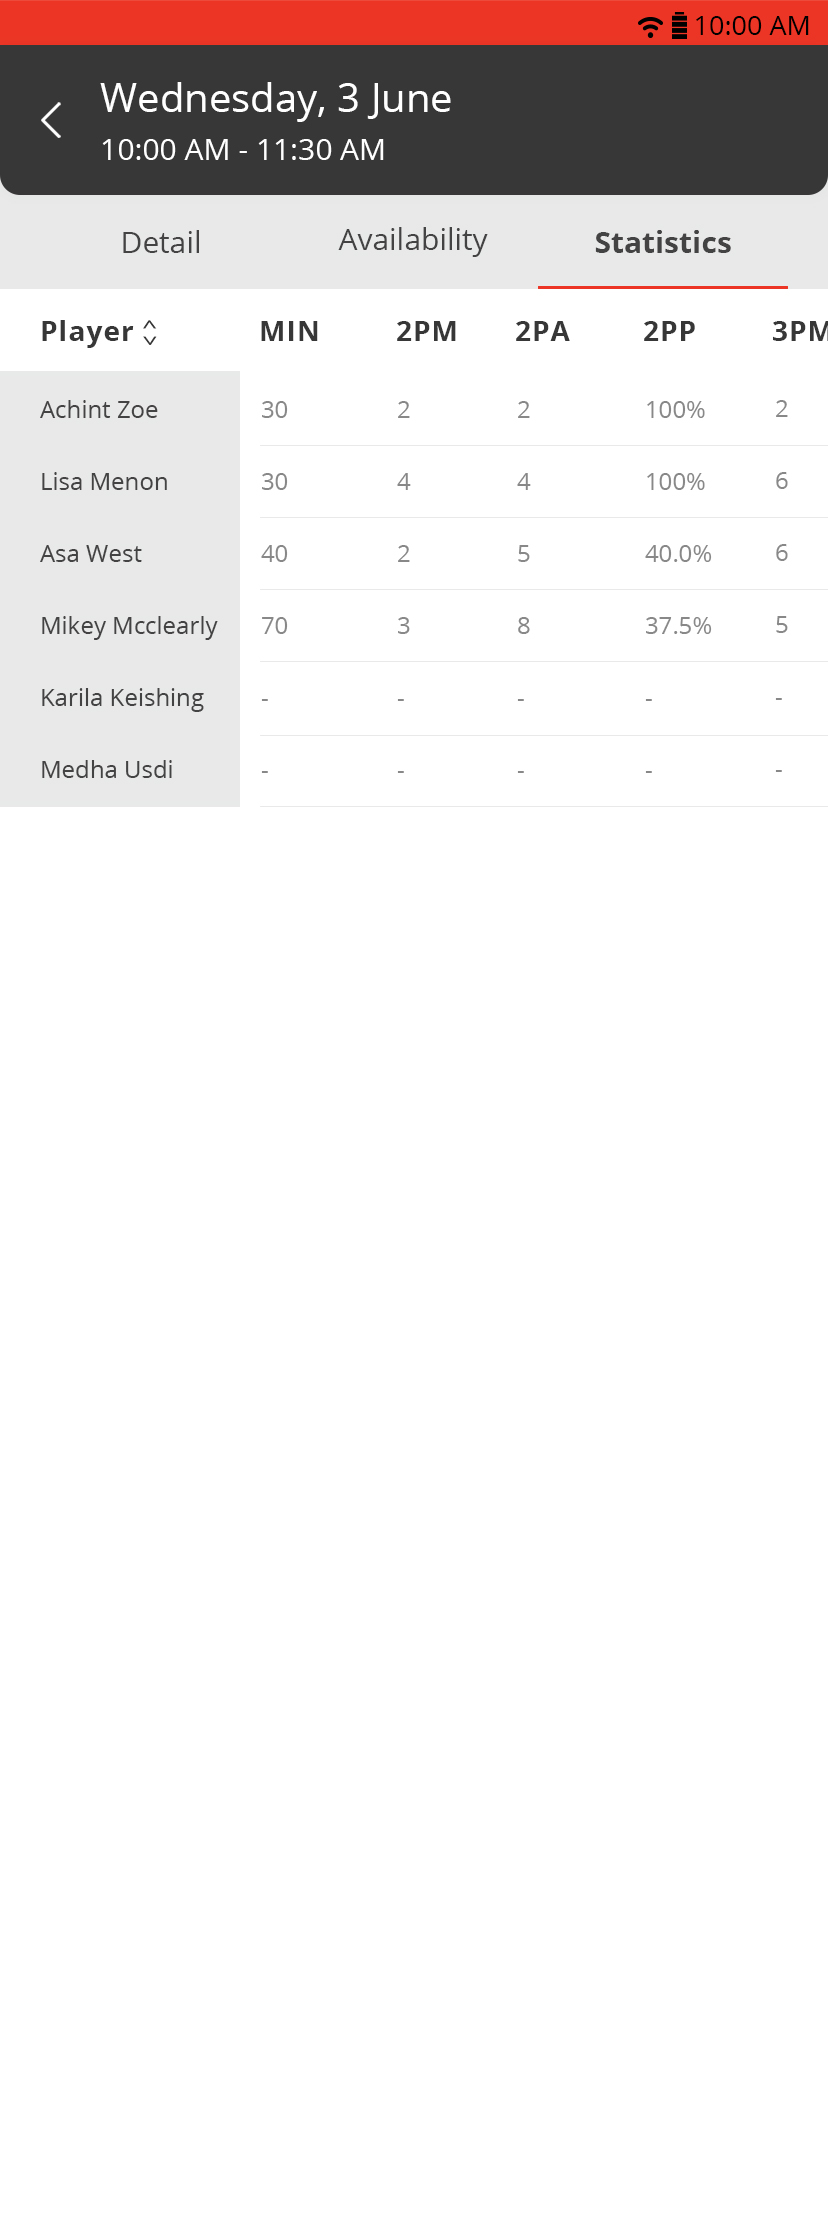 10:00 AM
Wednesday, 3 June
10:00 AM - 11:30 AM
Detail Availability Statistics
Player MIN 2PM 2PA 2PP 3PM
Achint Zoe 30 2 2 100% 2
Lisa Menon 30 4 4 100% 6
Asa West 40 2 5 40.0% 6
Mikey Mcclearly 70 3 8 37.5% 5
Karila Keishing - - - - -
Medha Usdi - - - - -